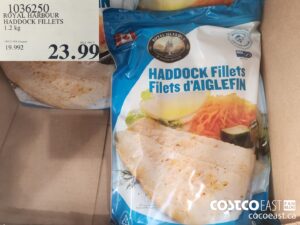 1036250
ROYAL HARBOUR
HADDOCK FILLETS
1.2 kg
19.992
23.99
HADDOCK Fillets
Filets d'AIGLEFIN
COSTCO EAST
cocoeast.ca